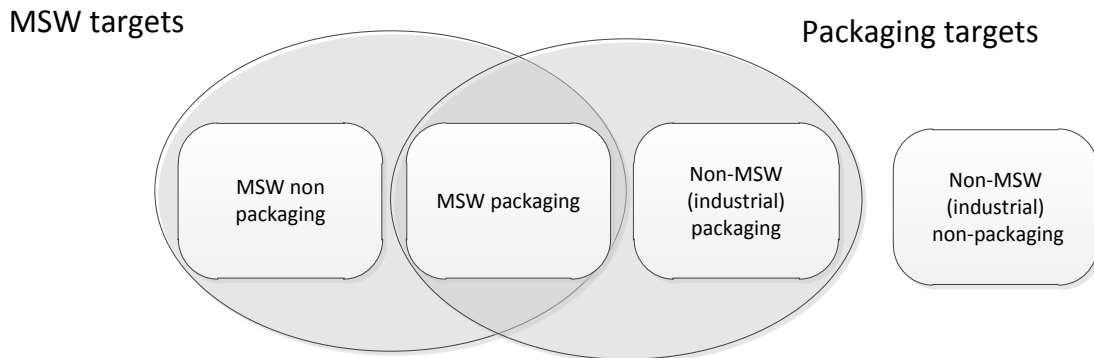 MSW targets
Packaging targets
MSW non
packaging
MSW packaging
Non-MSW
(industrial)
packaging
Non-MSW
(industrial)
non-packaging